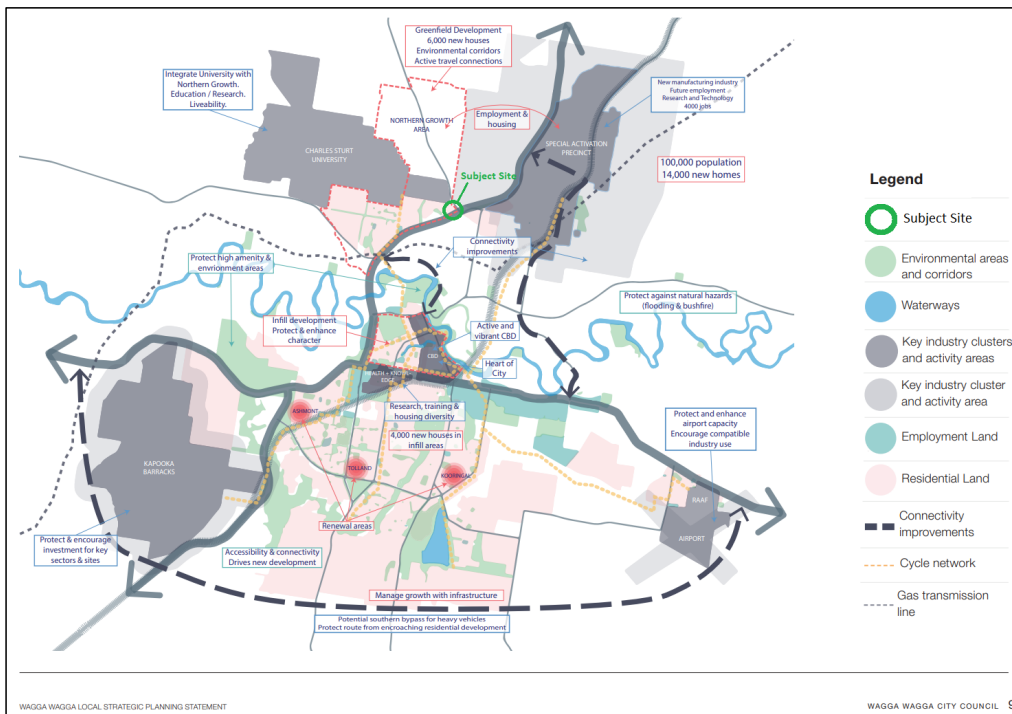 Greenfield Development
6,000 new houses
Environmental corridors
Active travel connections
Integrate University with
Northern Growth.
Education / Research.
Liveability.
New manufacturing industry
Future employment
Research and Technology
4000 jobs
NORTHERN GROWTH
AREA
Employment &
housing
CHARLES STURT
UNIVERSITY
SPECIAL ACTIVATION
PRECINCT
100,000 population
14,000 new homes
Subject Site
Connectivity
improvements
Protect high amenity &
envrionment areas
Protect against natural hazards
(flooding & bushfire)
Infill development
Protect & enhance
character
Active and
vibrant CBD
CBD
Heart of
City
HEALTH + KNOWL-
EDGE
Research, training &
housing diversity
4,000 new houses in
infill areas
ASHMONT
TOLLAND
KOORINGAL
Renewal areas
Protect and enhance
airport capacity
Encourage compatible
industry use
KAPOOKA
BARRACKS
RAAF
AIRPORT
Protect & encourage
investment for key
sectors & sites
Accessibility & connectivity
Drives new development
Manage growth with infrastructure
Potential southern bypass for heavy vehicles
Protect route from encroaching residential development
Legend
Subject Site
Environmental areas
and corridors
Waterways
Key industry clusters
and activity areas
Key industry cluster
and activity area
Employment Land
Residential Land
Connectivity
improvements
Cycle network
Gas transmission
line
WAGGA WAGGA LOCAL STRATEGIC PLANNING STATEMENT
WAGGA WAGGA CITY COUNCIL 9